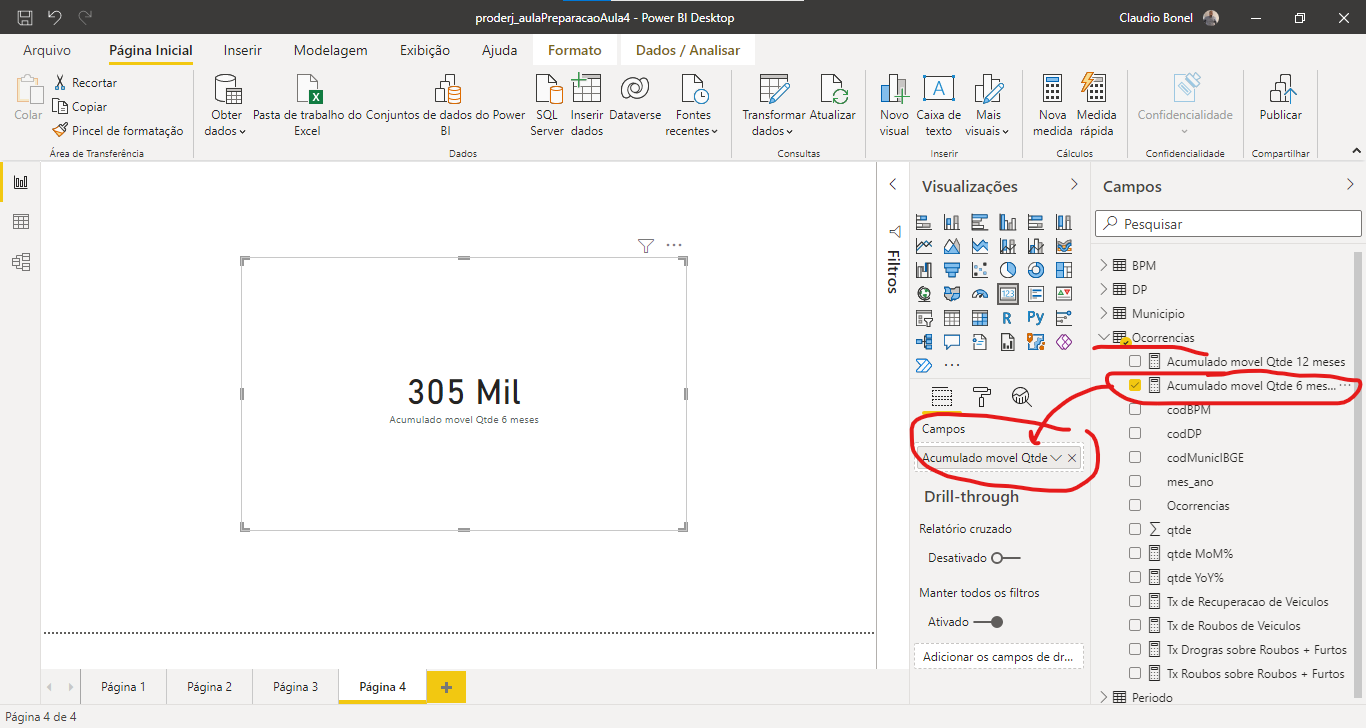 proderj_aulaPreparacaoAula4 - Power BI Desktop
Claudio Bonel
Arquivo
Página Inicial
Inserir
Modelagem
Exibição
Ajuda
Formato
Dados / Analisar
Colar
Recortar
Copiar
Pincel de formatação
Área de Transferência
Obter
dados
Pasta de trabalho do
Excel
Conjuntos de dados do Power
BI
SQL
Server
Inserir
dados
Dataverse
Fontes
recentes
Dados
Transformar
dados
Atualizar
Consultas
Novo
visual
Caixa de
texto
Mais
visuais
Inserir
Nova
medida
Medida
rápida
Cálculos
Confidencialidade
Confidencialidade
Publicar
Compartilhar
305 Mil
Acumulado movel Qtde 6 meses
Filtros
Visualizações
R
Py
123
Campos
Acumulado movel Qtde
Drill-through
Relatório cruzado
Desativado
Manter todos os filtros
Ativado
Adicionar os campos de dr...
Campos
Pesquisar
BPM
DP
Municipio
Ocorrencias
Acumulado movel Qtde 12 meses
Acumulado movel Qtde 6 mes...
codBPM
codDP
codMunicIBGE
mes_ano
Ocorrencias
qtde
qtde MoM%
qtde YoY%
Tx de Recuperacao de Veiculos
Tx de Roubos de Veiculos
Tx Drogras sobre Roubos + Furtos
Tx Roubos sobre Roubos + Furtos
Periodo
Página 1
Página 2
Página 3
Página 4
Página 4 de 4